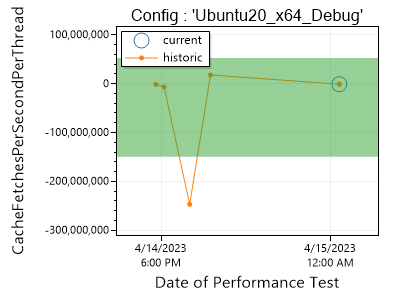 Config : 'Ubuntu20_x64_Debug'
CacheFetchesPerSecondPerThread
100,000,000
0
-100,000,000
-200,000,000
-300,000,000
current
historic
4/14/2023
6:00 PM
4/15/2023
12:00 AM
Date of Performance Test